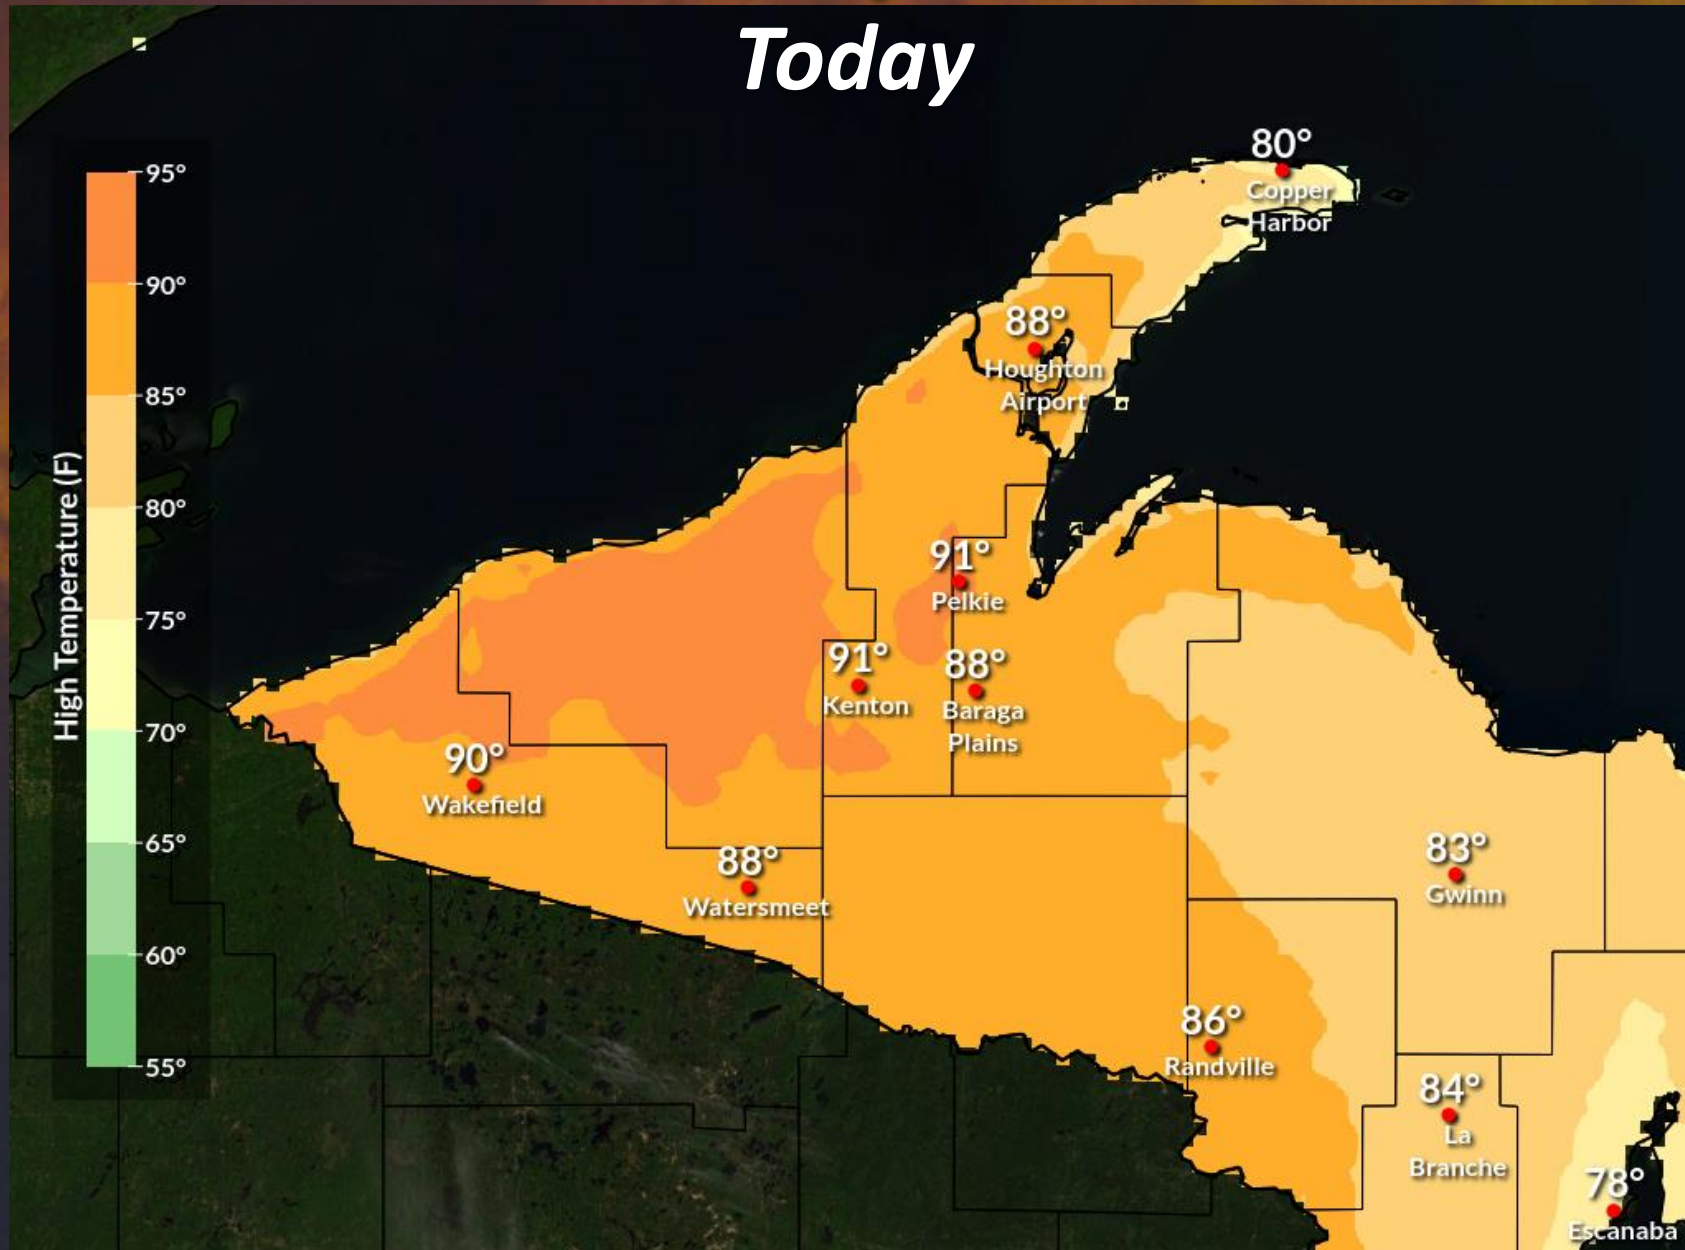 Today
High Temperature (F)
95°
90°
85°
80°
75°
70°
65°
60°
55°
80°
Copper
Harbor
88°
Houghton
Airport
91°
Pelkie
91°
Kenton
88°
Baraga
Plains
90°
Wakefield
88°
Watersmeet
83°
Gwinn
86°
Randville
84°
La
Branche
78°
Escanaba